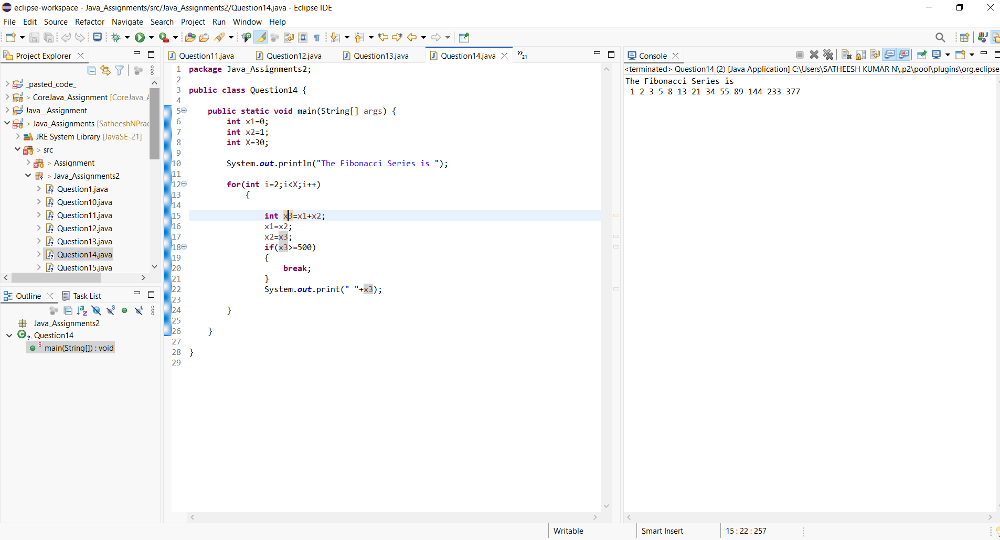 eclipse-workspace - Java_Assignments/src/Java_Assignments2/Question14.java - Eclipse IDE
File Edit Source Refactor Navigate Search Project Run Window Help
Project Explorer
_pasted_code_
> CoreJava_Assignment [CoreJava_A
Java__Assignment
> Java_Assignments [SatheeshNPrac
JRE System Library [JavaSE-21]
> src
> Assignment
> Java_Assignments2
Question1.java
Question10.java
Question11.java
Question12.java
Question13.java
Question14.java
Question15.java
Outline Task List
Java_Assignments2
Question14
main(String[]) : void
Question11.java Question12.java Question13.java Question14.java »21
1 package Java_Assignments2;
2
3 public class Question14 {
4
5 public static void main(String[] args) {
6 int x1=0;
7 int x2=1;
8 int X=30;
9
10 System.out.println("The Fibonacci Series is ");
11
12 for(int i=2;i<X;i++)
13 {
14
15 int x3=x1+x2;
16 x1=x2;
17 x2=x3;
18 if(x3>=500)
19 {
20 break;
21 }
22 System.out.print(" "+x3);
23
24 }
25
26 }
27
28 }
29
Console
<terminated> Question14 (2) [Java Application] C:\Users\SATHEESH KUMAR N\.p2\pool\plugins\org.eclipse
The Fibonacci Series is
1 2 3 5 8 13 21 34 55 89 144 233 377
Writable Smart Insert 15 : 22 : 257